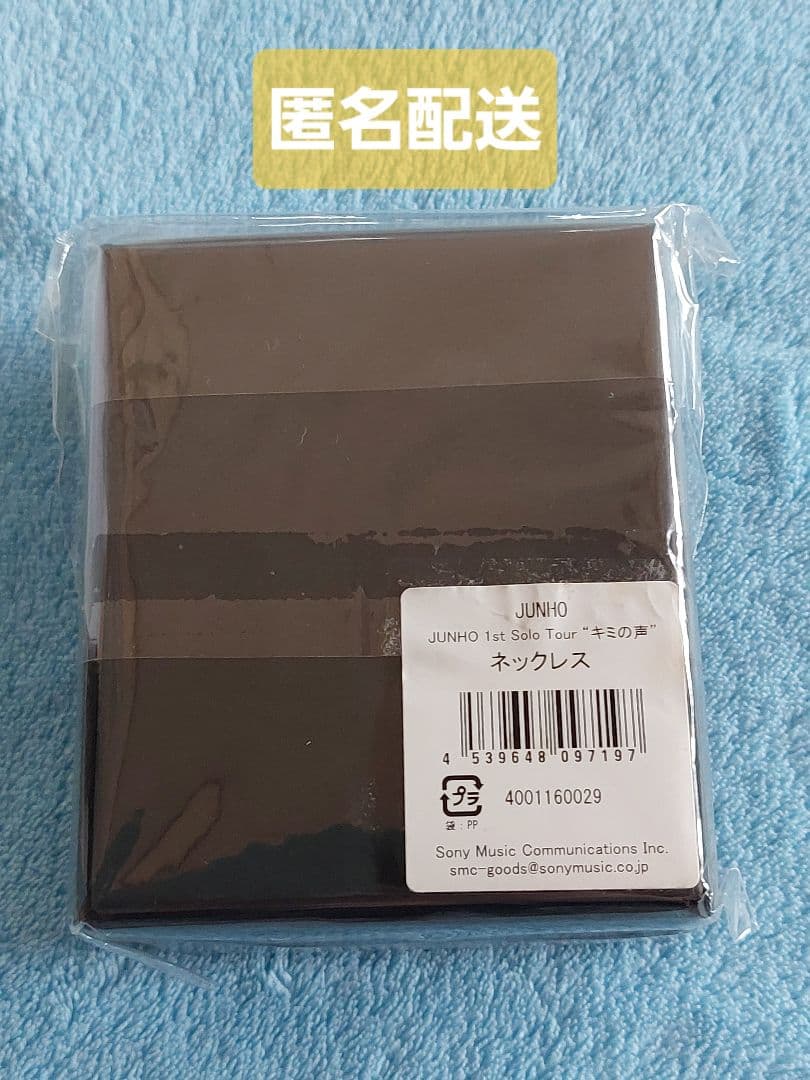 匿名配送
JUNHO
JUNHO 1st Solo Tour “キミの声”
ネックレス
4 539648 097197
プラ 4001160029
袋：PP
Sony Music Communications Inc.
smc-goods@sonymusic.co.jp